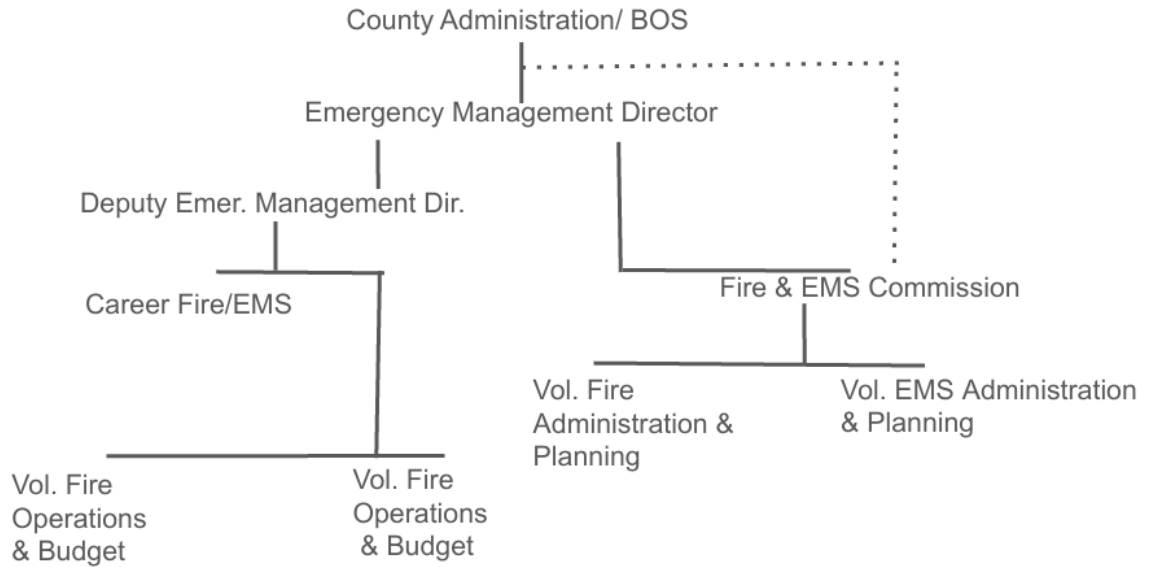 County Administration/ BOS
Emergency Management Director
Deputy Emer. Management Dir.
Career Fire/EMS
Fire & EMS Commission
Vol. Fire
Administration &
Planning
Vol. EMS Administration
& Planning
Vol. Fire
Operations
& Budget
Vol. Fire
Operations
& Budget